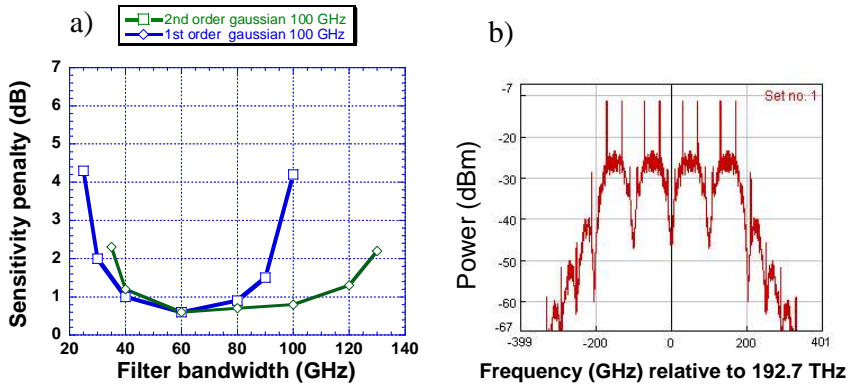 a)
2nd order gaussian 100 GHz
1st order gaussian 100 GHz
Sensitivity penalty (dB)
7
6
5
4
3
2
1
0
20 40 60 80 100 120 140
Filter bandwidth (GHz)
b)
Set no. 1
Power (dBm)
-7
-20
-30
-40
-50
-60
-67
-399 -200 0 200 401
Frequency (GHz) relative to 192.7 THz